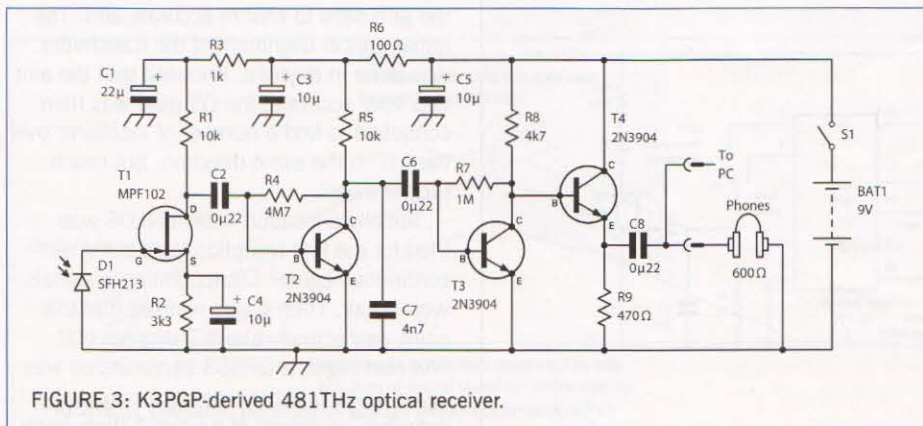 R6
100Ω
R3
1k
C1
22µ
10µ
C5
10µ
R1
10k
R5
10k
R8
4k7
T4
2N3904
S1
T1
MPF102
C2
0µ22
R4
4M7
C6
0µ22
R7
1M
To
PC
BAT1
9V
D
G
S
C
B
E
C
B
E
C
B
E
D1
SFH213
2N3904
T3
2N3904
C8
0µ22
Phones
600Ω
R2
3k3
+
C4
10µ
C7
4n7
R9
470Ω
FIGURE 3: K3PGP-derived 481THz optical receiver.